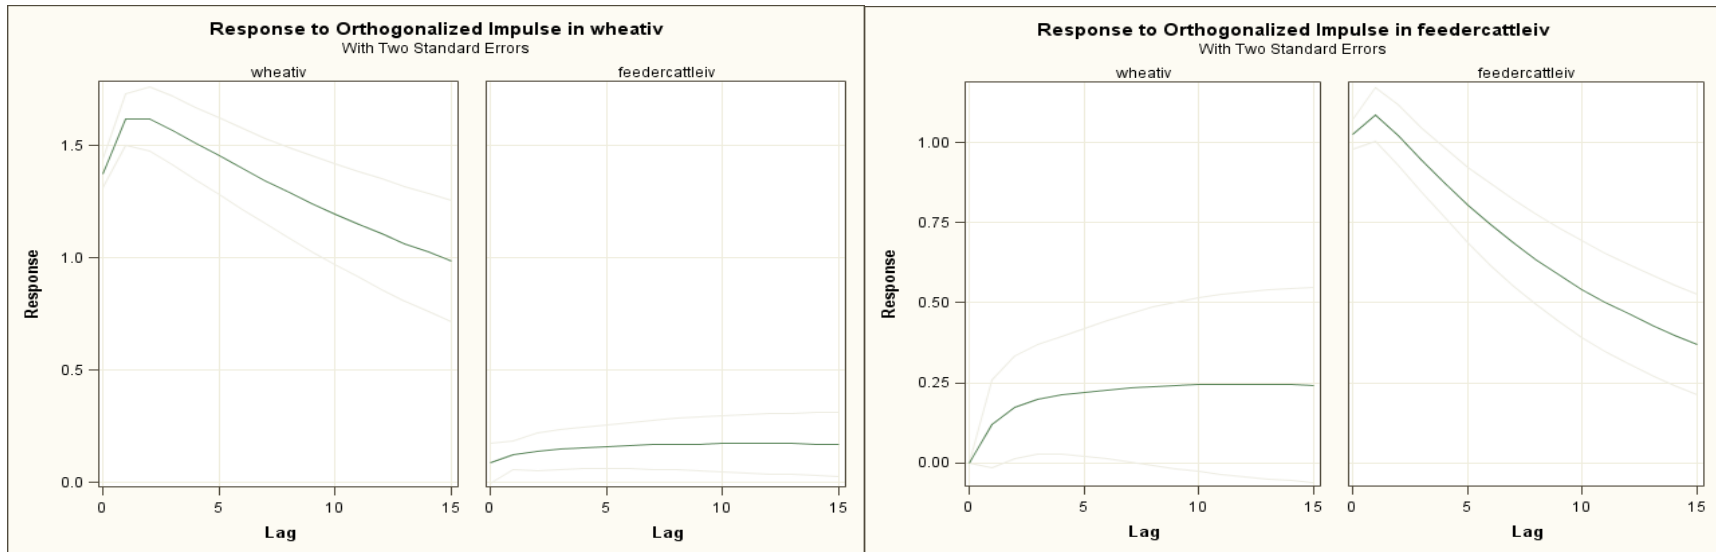 Response to Orthogonalized Impulse in wheativ
With Two Standard Errors
wheativ feedercattleiv
Response
1.5
1.0
0.5
0.0
0 5 10 15 0 5 10 15
Lag Lag
Response to Orthogonalized Impulse in feedercattleiv
With Two Standard Errors
wheativ feedercattleiv
Response
1.00
0.75
0.50
0.25
0.00
0 5 10 15 0 5 10 15
Lag Lag